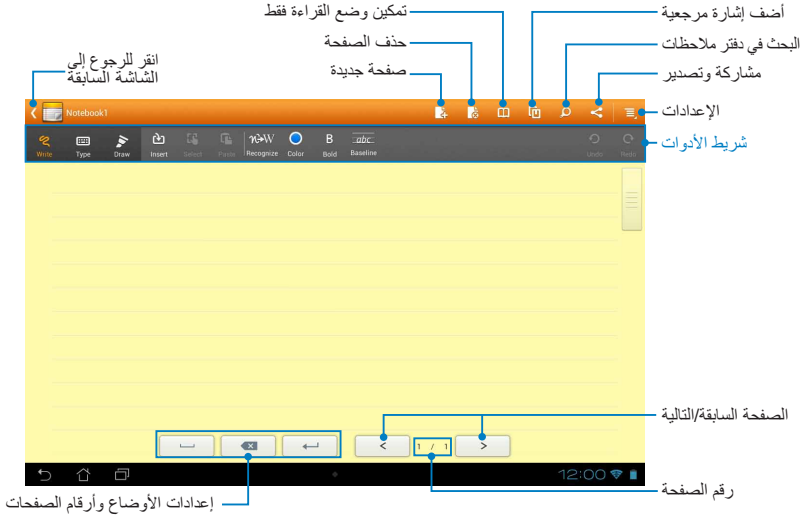 تمكين وضع القراءة فقط
أضف إشارة مرجعية
حذف الصفحة
البحث في دفتر ملاحظات
انقر للرجوع إلى
الشاشة السابقة
صفحة جديدة
مشاركة وتصدير
Notebook1
الإعدادات
Write Type Draw Insert Select Paste Recognize Color Bold Baseline Undo Redo
n→W B abc
شريط الأدوات
الصفحة السابقة/التالية
< 1 / 1 >
12:00
رقم الصفحة
إعدادات الأوضاع وأرقام الصفحات